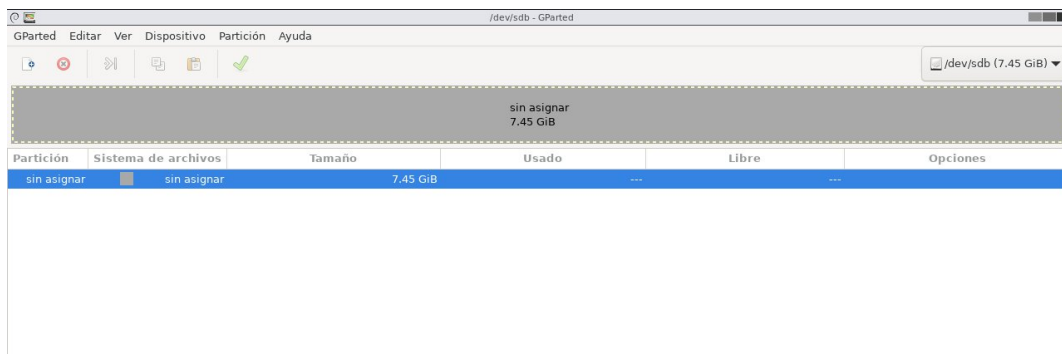 /dev/sdb - GParted
GParted Editar Ver Dispositivo Partición Ayuda
/dev/sdb (7.45 GiB)
sin asignar
7.45 GiB
Partición Sistema de archivos Tamaño Usado Libre Opciones
sin asignar sin asignar 7.45 GiB --- ---